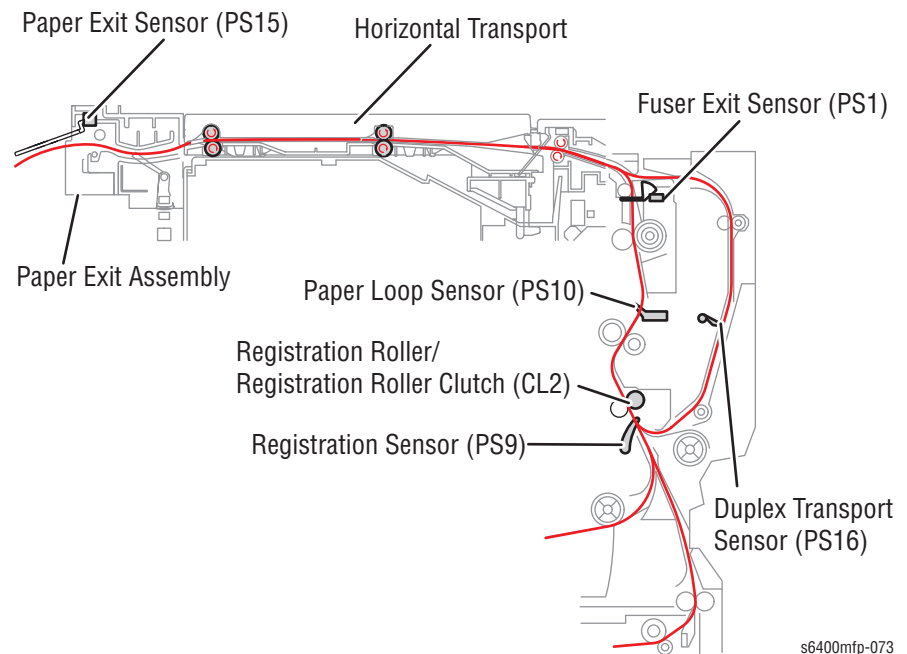 Paper Exit Sensor (PS15)
Horizontal Transport
Fuser Exit Sensor (PS1)
Paper Exit Assembly
Paper Loop Sensor (PS10)
Registration Roller/
Registration Roller Clutch (CL2)
Registration Sensor (PS9)
Duplex Transport
Sensor (PS16)
s6400mfp-073